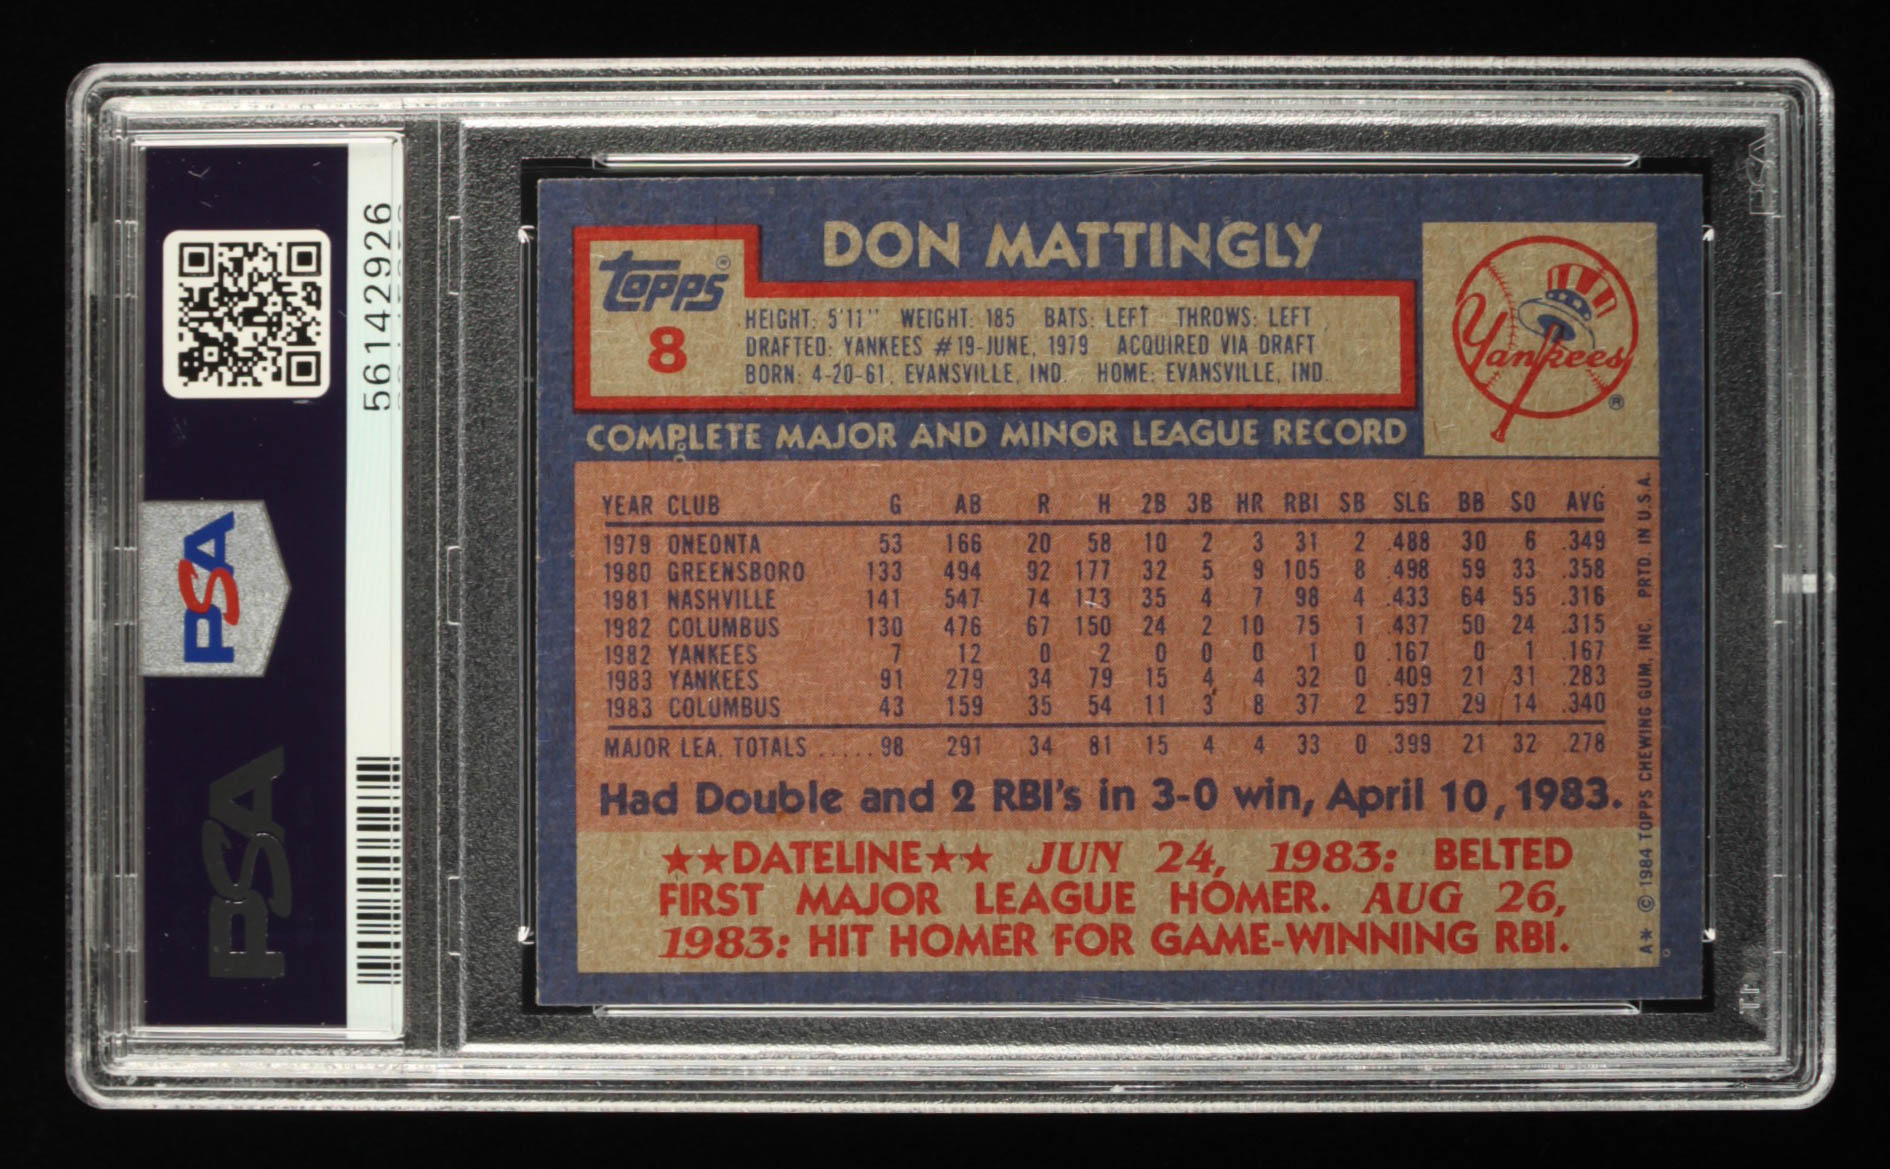 56142926
PSA
PSA
PSA
DON MATTINGLY
TOPPS®
8
HEIGHT: 5'11" WEIGHT: 185 BATS: LEFT THROWS: LEFT
DRAFTED: YANKEES #19-JUNE, 1979 ACQUIRED VIA DRAFT
BORN: 4-20-61, EVANSVILLE, IND. HOME: EVANSVILLE, IND.
Yankees ®
COMPLETE MAJOR AND MINOR LEAGUE RECORD
YEAR CLUB G AB R H 2B 3B HR RBI SB SLG BB SO AVG
1979 ONEONTA 53 166 20 58 10 2 3 31 2 .488 30 6 .349
1980 GREENSBORO 133 494 92 177 32 5 9 105 8 .498 59 33 .358
1981 NASHVILLE 141 547 74 173 35 4 7 98 4 .433 64 55 .316
1982 COLUMBUS 130 476 67 150 24 2 10 75 1 .437 50 24 .315
1982 YANKEES 7 12 0 2 0 0 0 1 0 .167 0 1 .167
1983 YANKEES 91 279 34 79 15 4 4 32 0 .409 21 31 .283
1983 COLUMBUS 43 159 35 54 11 3 8 37 2 .597 29 14 .340
MAJOR LEA. TOTALS ..... 98 291 34 81 15 4 4 33 0 .399 21 32 .278
Had Double and 2 RBI's in 3-0 win, April 10, 1983.
★★DATELINE★★ JUN 24, 1983: BELTED
FIRST MAJOR LEAGUE HOMER. AUG 26,
1983: HIT HOMER FOR GAME-WINNING RBI.
A* © 1984 TOPPS CHEWING GUM, INC. PRTD. IN U.S.A.